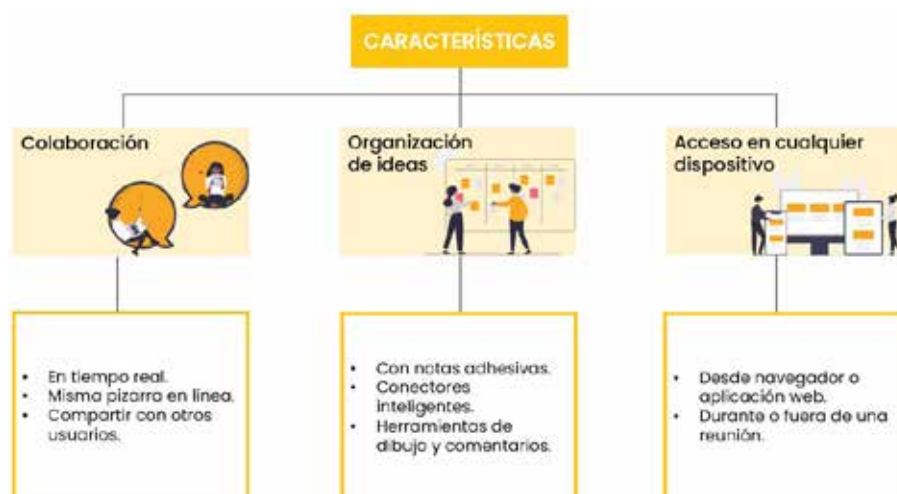 CARACTERÍSTICAS
Colaboración
Organización
de ideas
Acceso en cualquier
dispositivo
• En tiempo real.
• Misma pizarra en línea.
• Compartir con otros
usuarios.
• Con notas adhesivas.
• Conectores
inteligentes.
• Herramientas de
dibujo y comentarios.
• Desde navegador o
aplicación web.
• Durante o fuera de una
reunión.